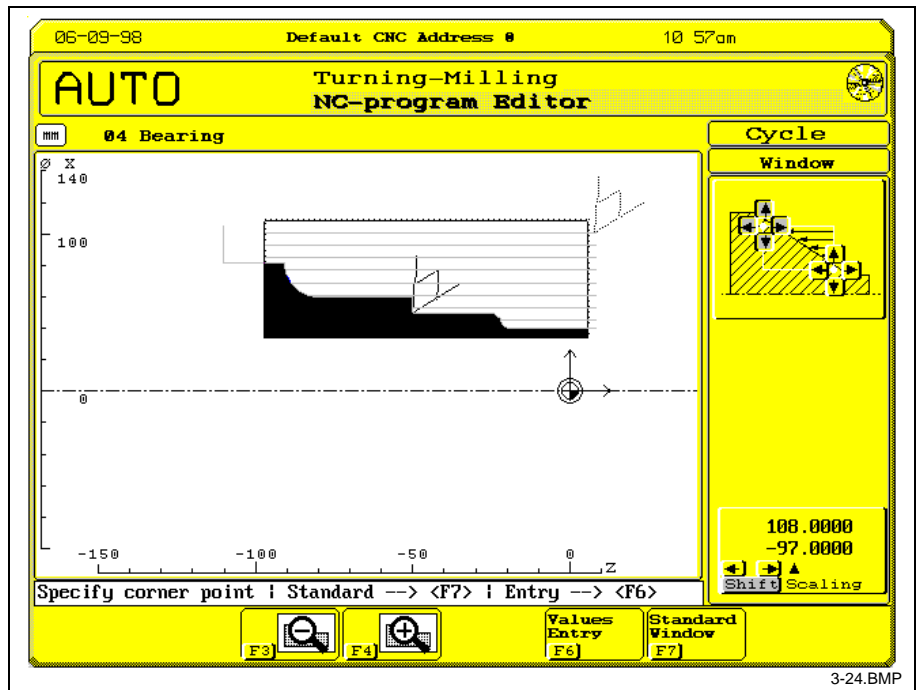 06-09-98 Default CNC Address 0 10 57am
AUTO
Turning-Milling
NC-program Editor
mm 04 Bearing
Cycle
Window
Ø X
140
100
0
-150 -100 -50 0
Z
108.0000
-97.0000
Shift Scaling
Specify corner point | Standard --> <F7> | Entry --> <F6>
F3
F4
Values
Entry
F6
Standard
Window
F7
3-24.BMP